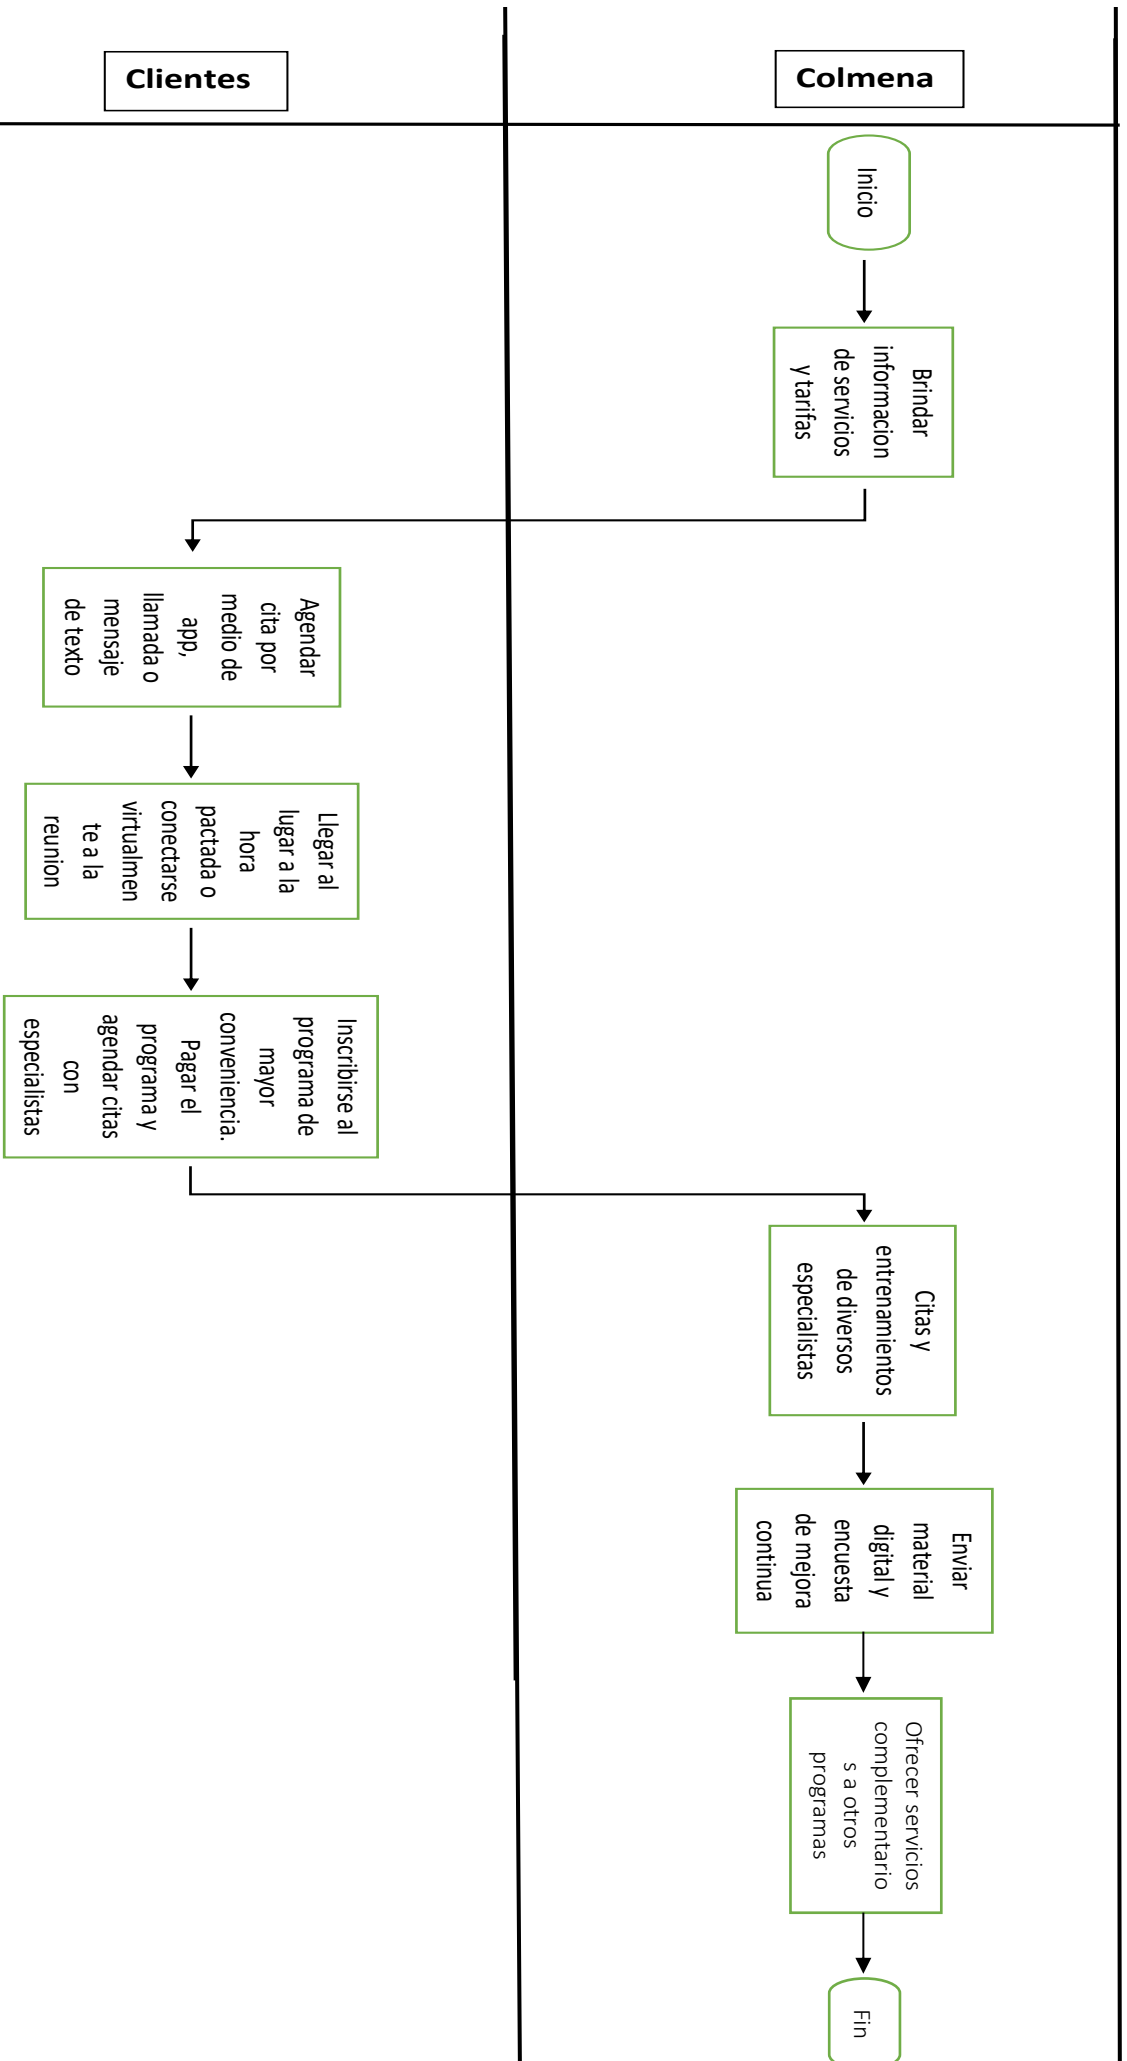 Clientes
Colmena
Inicio
Brindar
informacion
de servicios
y tarifas
Agendar
cita por
medio de
app,
llamada o
mensaje
de texto
Llegar al
lugar a la
hora
pactada o
conectarse
virtualmen
te a la
reunion
Inscribirse al
programa de
mayor
conveniencia.
Pagar el
programa y
agendar citas
con
especialistas
Citas y
entrenamientos
de diversos
especialistas
Enviar
material
digital y
encuesta
de mejora
continua
Ofrecer servicios
complementario
s a otros
programas
Fin